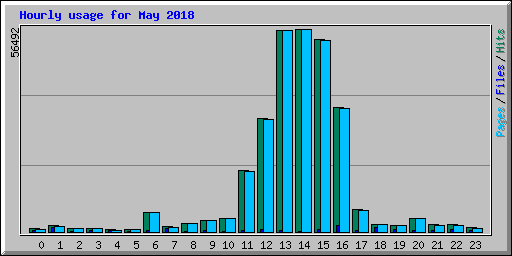 Hourly usage for May 2018
56492
Pages/Files/Hits
0 1 2 3 4 5 6 7 8 9 10 11 12 13 14 15 16 17 18 19 20 21 22 23